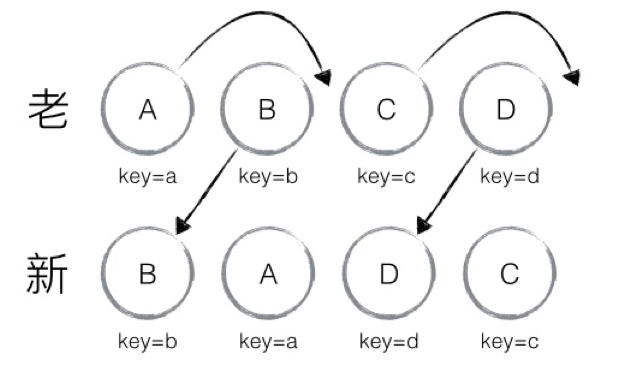 老 A B C D
key=a key=b key=c key=d
新 B A D C
key=b key=a key=d key=c